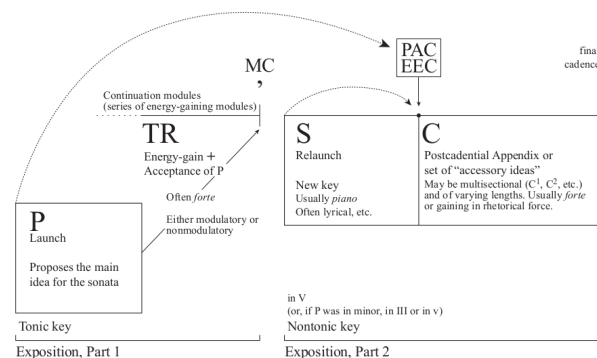 PAC
EEC
fina
cadence
MC
,
Continuation modules
(series of energy-gaining modules)
TR
Energy-gain +
Acceptance of P
Often forte
Either modulatory or
nonmodulatory
P
Launch
Proposes the main
idea for the sonata
Tonic key
Exposition, Part 1
S
Relaunch
New key
Usually piano
Often lyrical, etc.
C
Postcadential Appendix or
set of “accessory ideas”
May be multisectional (C¹, C², etc.)
and of varying lengths. Usually forte
or gaining in rhetorical force.
in V
(or, if P was in minor, in III or in v)
Nontonic key
Exposition, Part 2